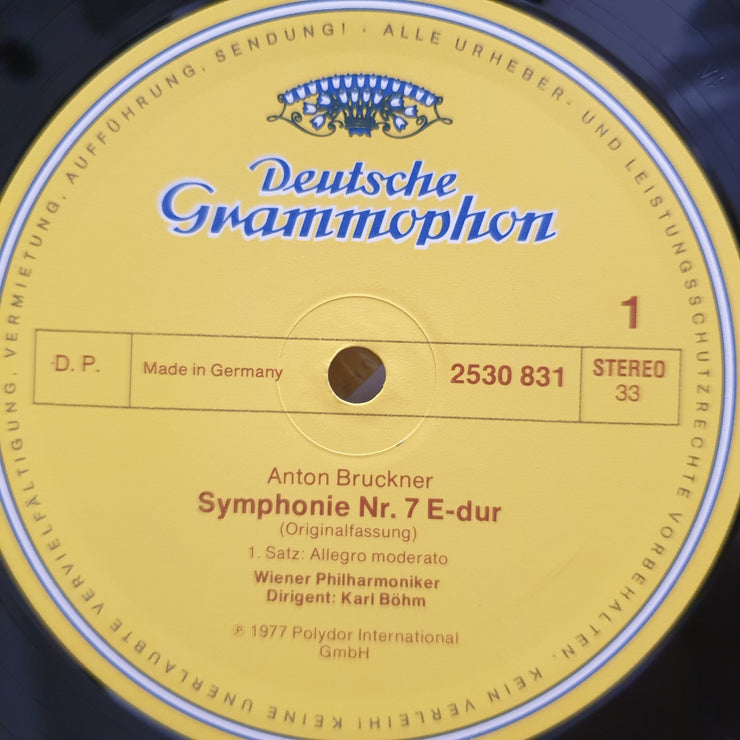 ALLE URHEBER- UND LEISTUNGSSCHUTZRECHTE VORBEHALTEN. KEIN VERLEIH! KEINE UNERLAUBTE VERVIELFÄLTIGUNG, VERMIETUNG, AUFFÜHRUNG, SENDUNG! ·
Deutsche
Grammophon
1
D. P.
Made in Germany
2530 831
STEREO
33
Anton Bruckner
Symphonie Nr. 7 E-dur
(Originalfassung)
1. Satz: Allegro moderato
Wiener Philharmoniker
Dirigent: Karl Böhm
℗ 1977 Polydor International
GmbH